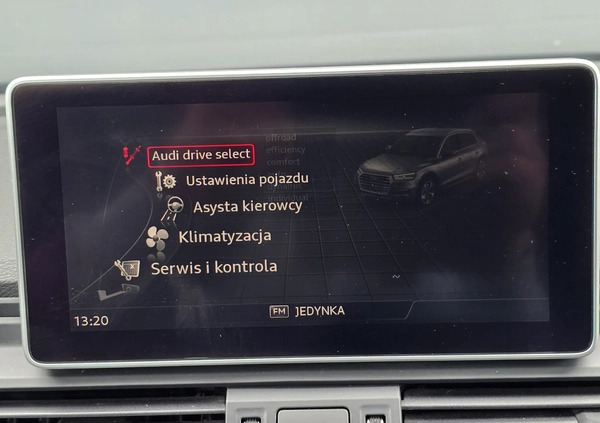 offroad
efficiency
comfort
Audi drive select
Ustawienia pojazdu
Asysta kierowcy
Klimatyzacja
Serwis i kontrola
13:20
FM JEDYNKA